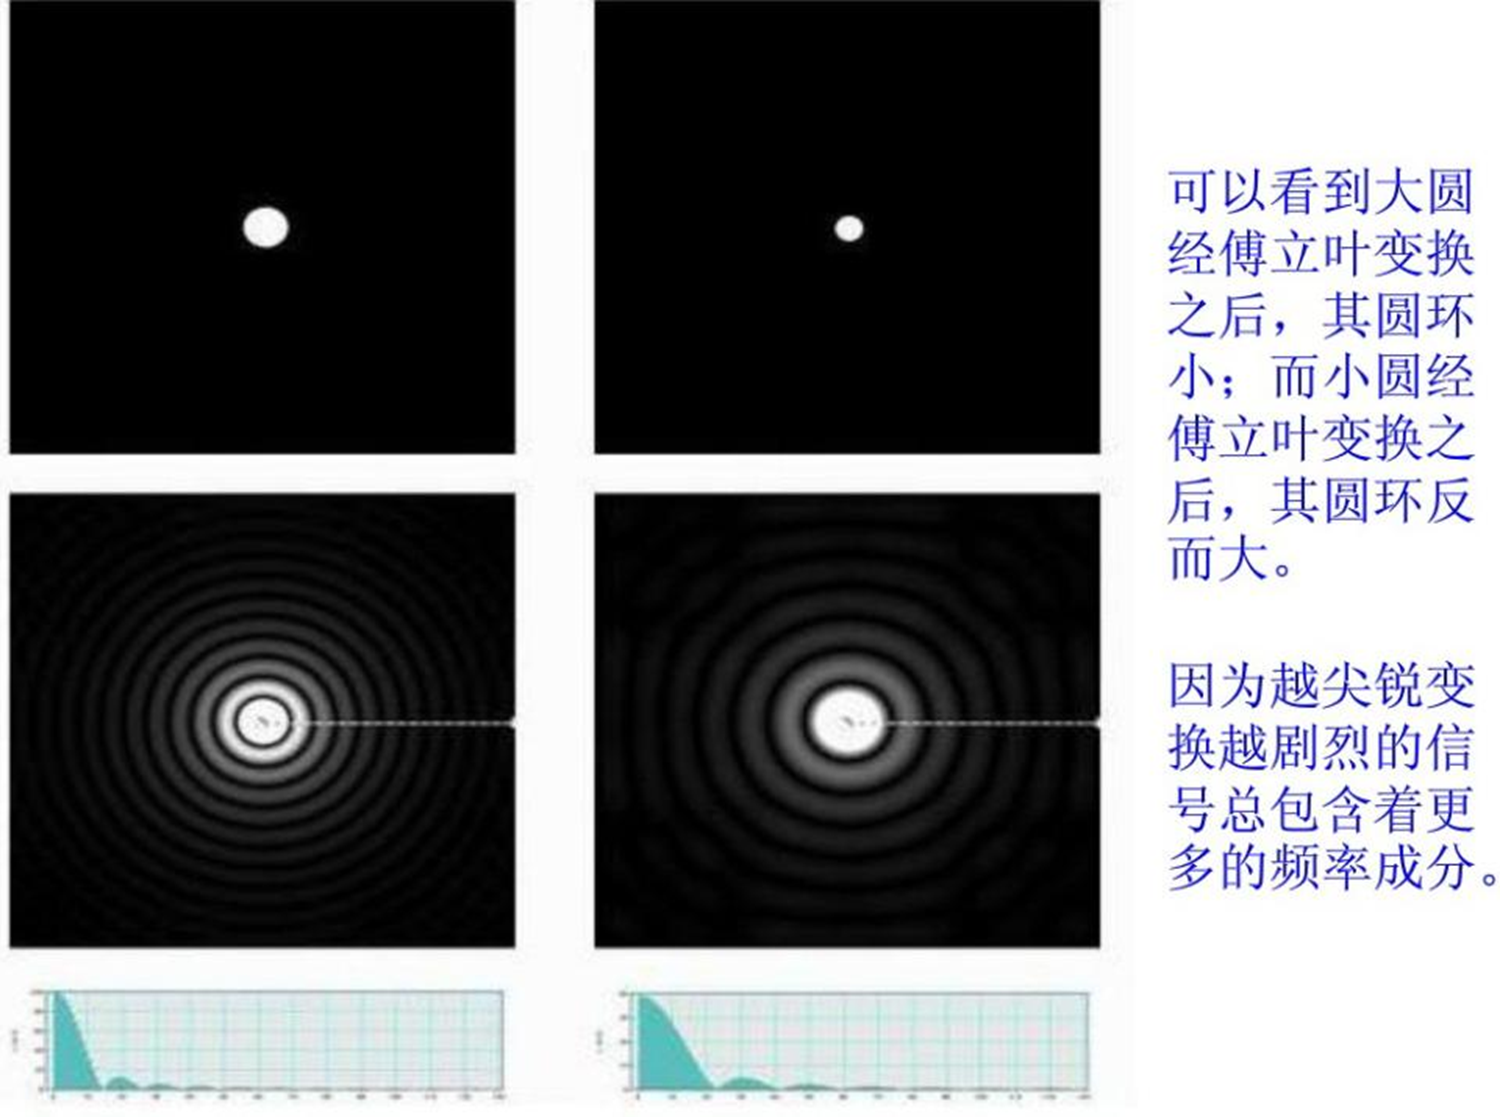 可以看到大圆
经傅立叶变换
之后，其圆环
小；而小圆经
傅立叶变换之
后，其圆环反
而大。
因为越尖锐变
换越剧烈的信
号总包含着更
多的频率成分。